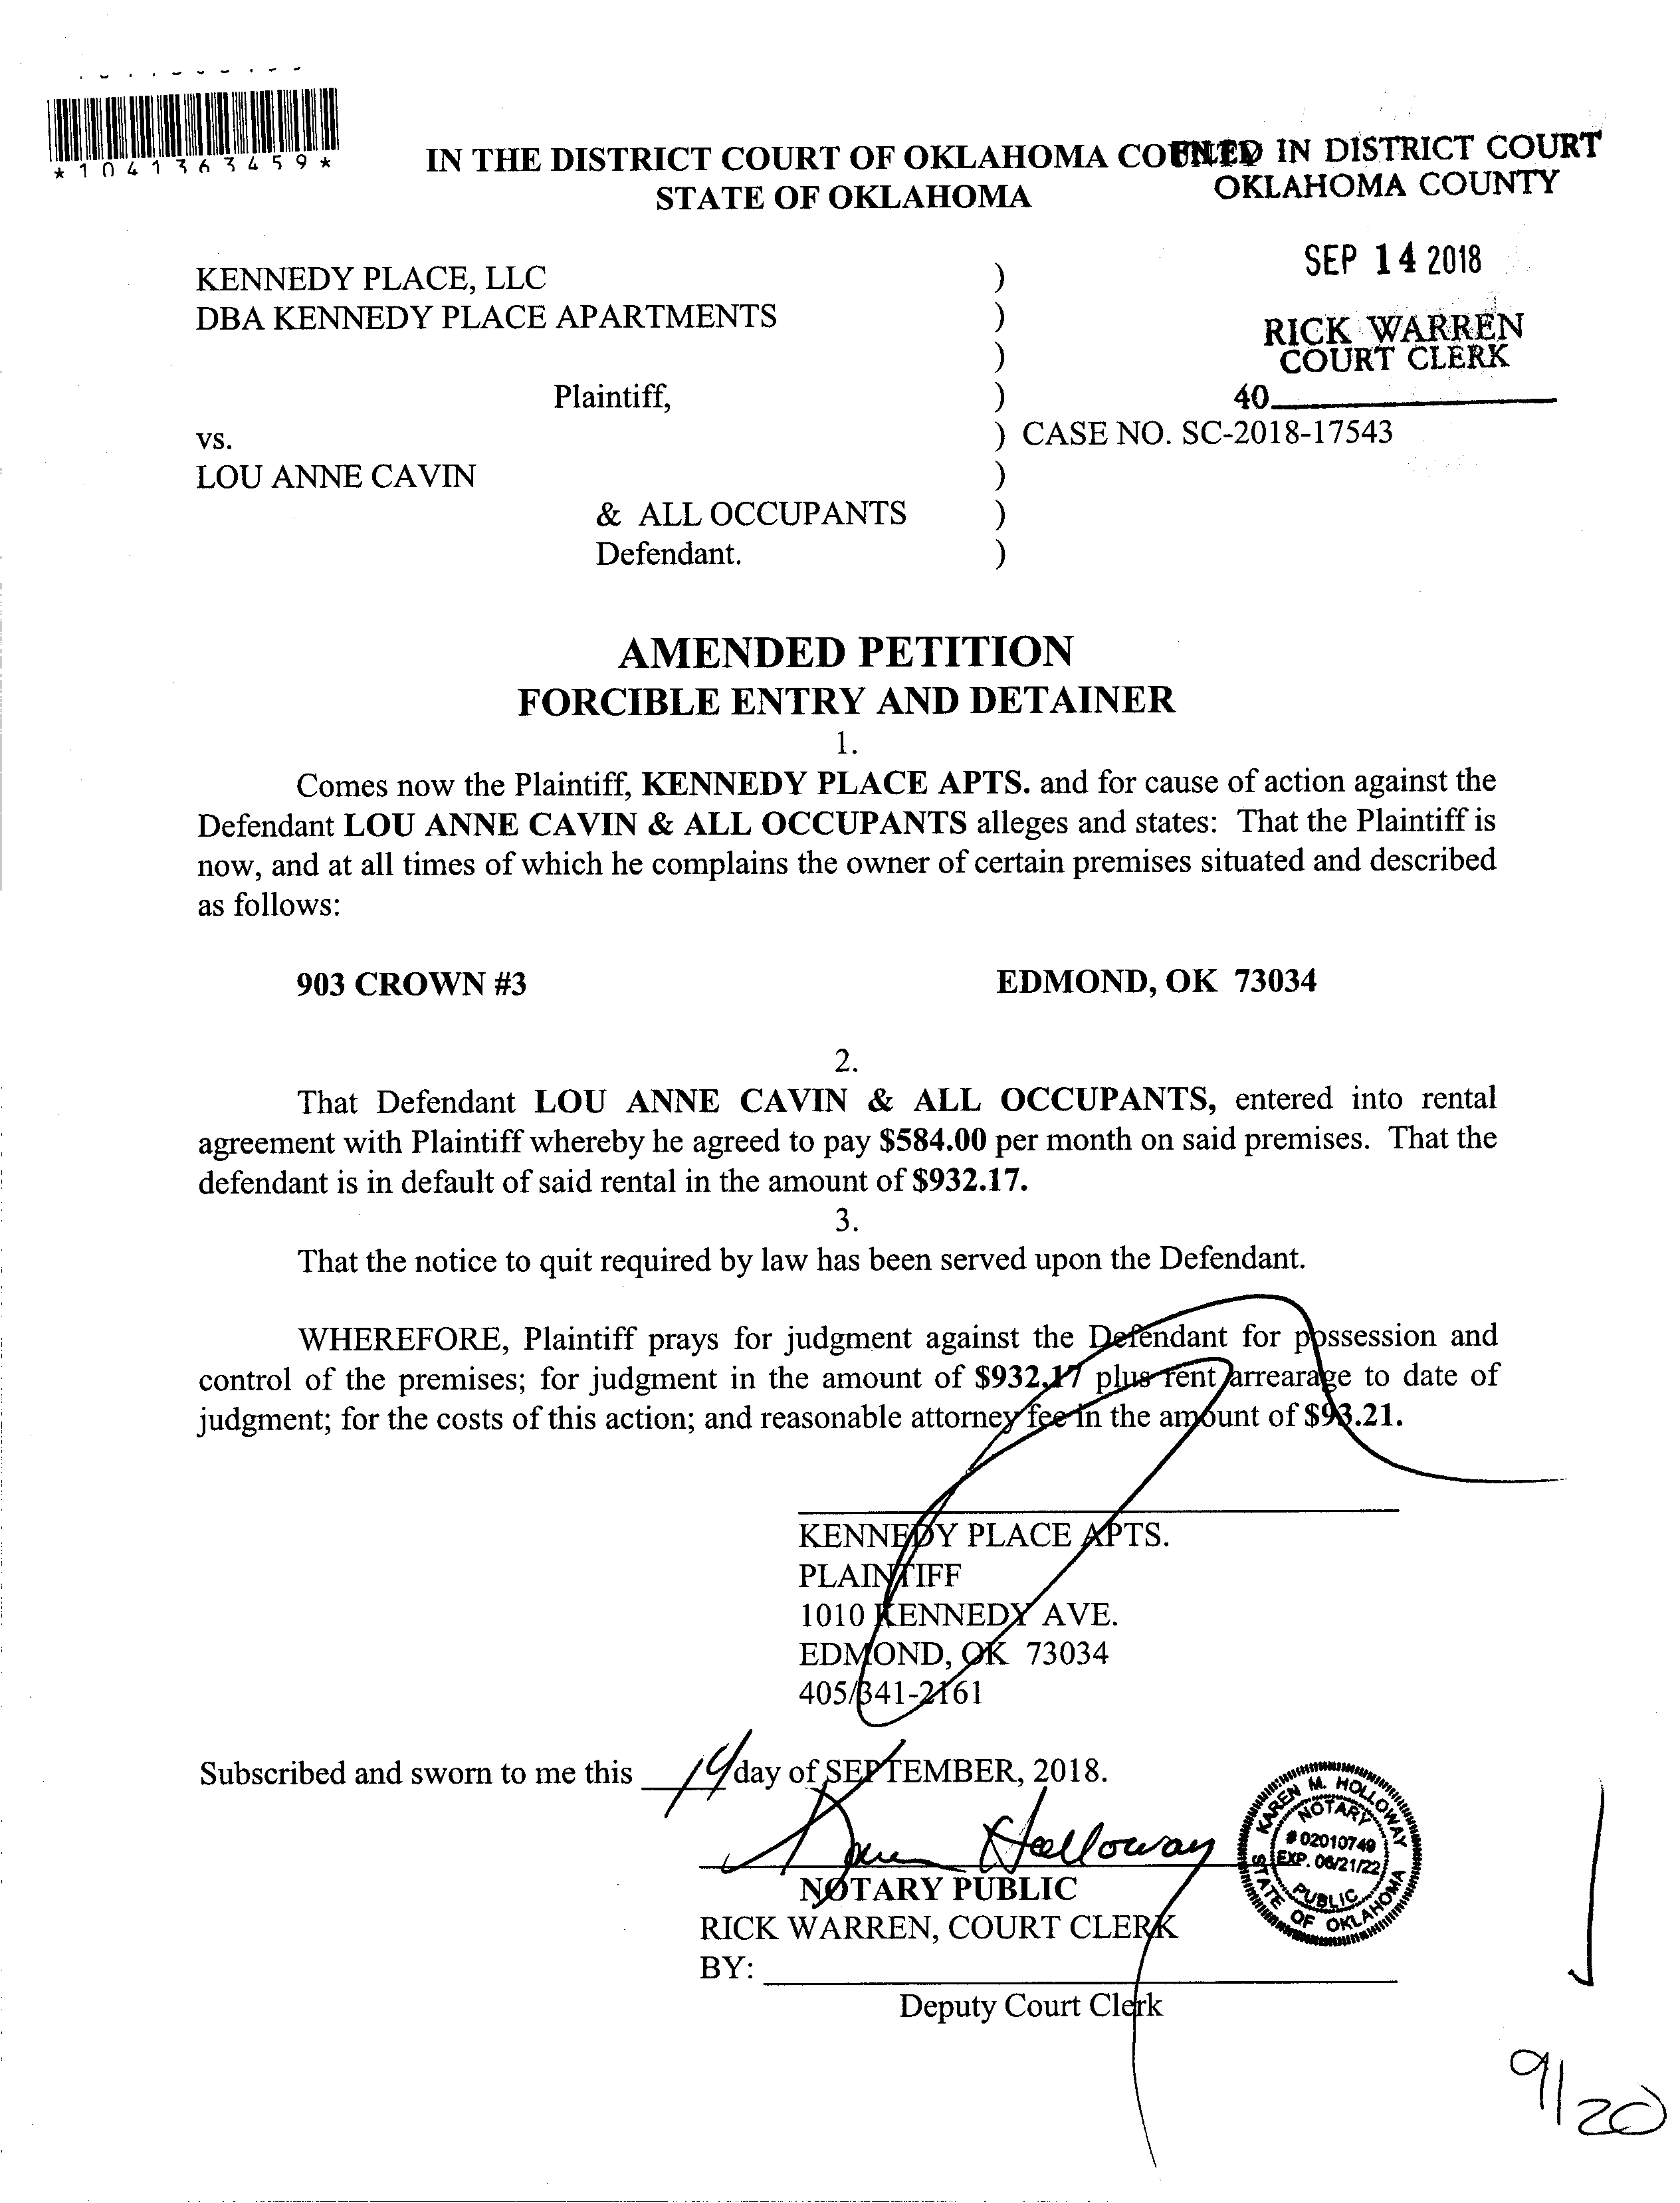 *1041363459*
IN THE DISTRICT COURT OF OKLAHOMA COUNTY
STATE OF OKLAHOMA
FILED IN DISTRICT COURT
OKLAHOMA COUNTY
SEP 14 2018
RICK WARREN
COURT CLERK
40
KENNEDY PLACE, LLC )
DBA KENNEDY PLACE APARTMENTS )
)
Plaintiff, )
vs. ) CASE NO. SC-2018-17543
LOU ANNE CAVIN )
& ALL OCCUPANTS )
Defendant. )
AMENDED PETITION
FORCIBLE ENTRY AND DETAINER
1.
Comes now the Plaintiff, KENNEDY PLACE APTS. and for cause of action against the
Defendant LOU ANNE CAVIN & ALL OCCUPANTS alleges and states: That the Plaintiff is
now, and at all times of which he complains the owner of certain premises situated and described
as follows:
903 CROWN #3 EDMOND, OK 73034
2.
That Defendant LOU ANNE CAVIN & ALL OCCUPANTS, entered into rental
agreement with Plaintiff whereby he agreed to pay $584.00 per month on said premises. That the
defendant is in default of said rental in the amount of $932.17.
3.
That the notice to quit required by law has been served upon the Defendant.
WHEREFORE, Plaintiff prays for judgment against the Defendant for possession and
control of the premises; for judgment in the amount of $932.17 plus rent arrearage to date of
judgment; for the costs of this action; and reasonable attorney fee in the amount of $93.21.
KENNEDY PLACE APTS.
PLAINTIFF
1010 KENNEDY AVE.
EDMOND, OK 73034
405/341-2161
Subscribed and sworn to me this 14 day of SEPTEMBER, 2018.
Karen Holloway
NOTARY PUBLIC
RICK WARREN, COURT CLERK
BY:
Deputy Court Clerk
KAREN M. HOLLOWAY
NOTARY
# 02010749
EXP. 06/21/22
PUBLIC
STATE OF OKLAHOMA
9/20